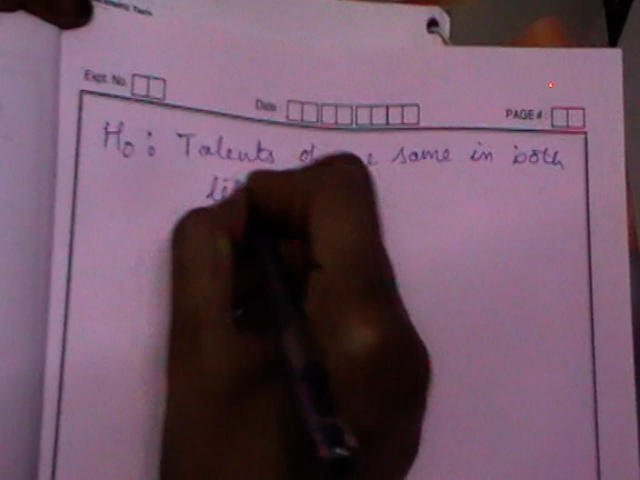 Expt. No.
Date
PAGE #:
H₀: Talents same in both